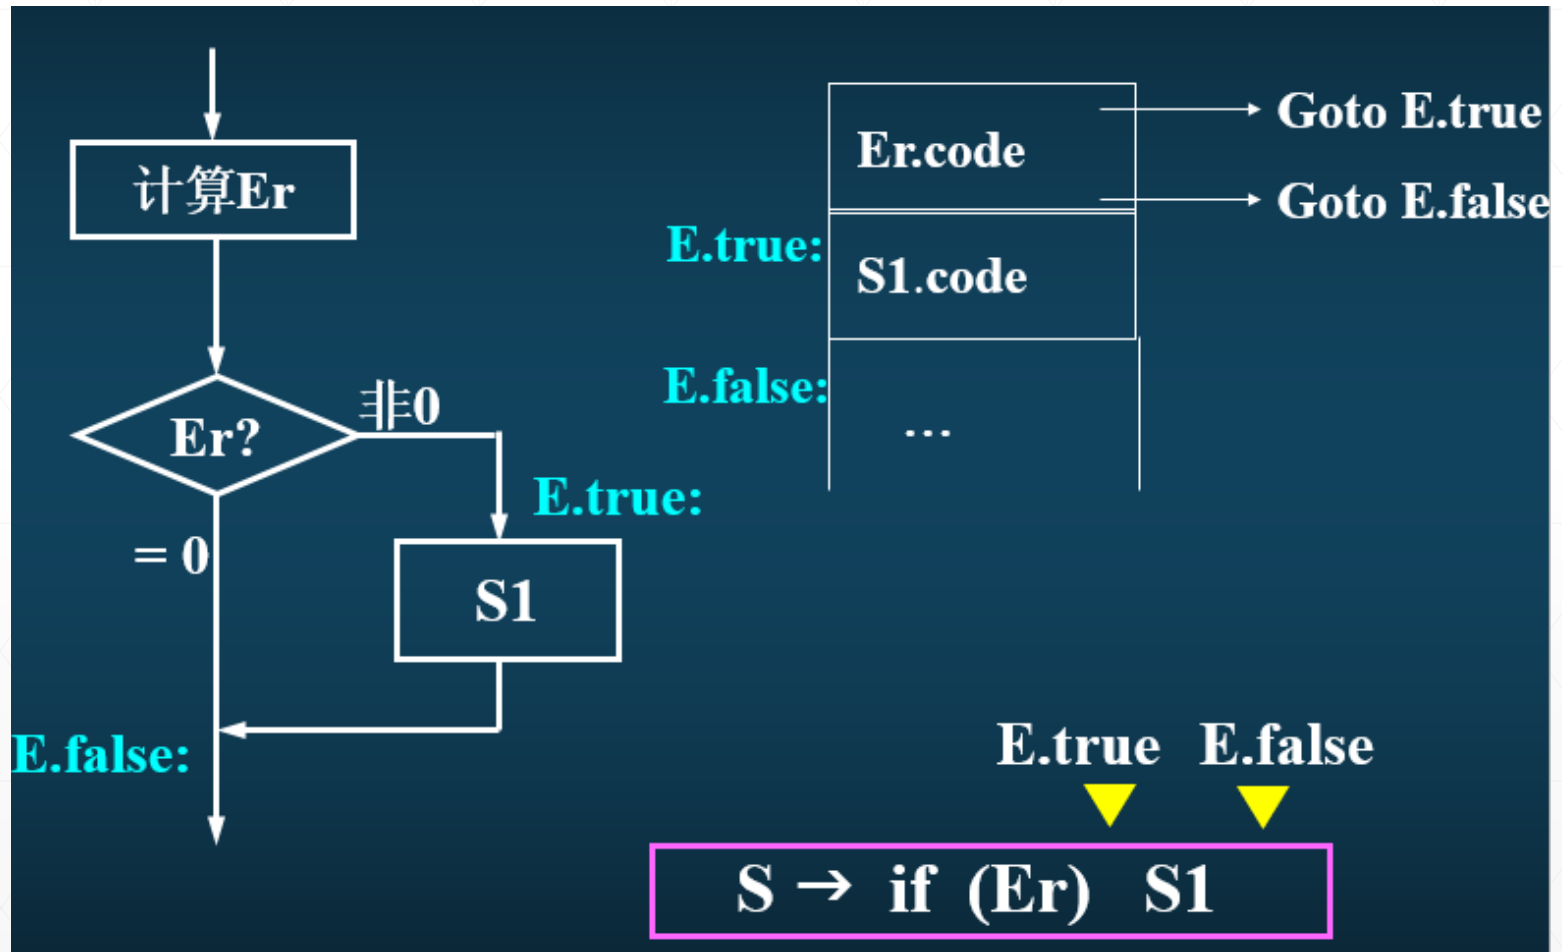 计算Er
Er?
非0
= 0
E.true:
S1
E.false:
Er.code
Goto E.true
Goto E.false
E.true:
S1.code
E.false:
...
E.true E.false
S → if (Er) S1